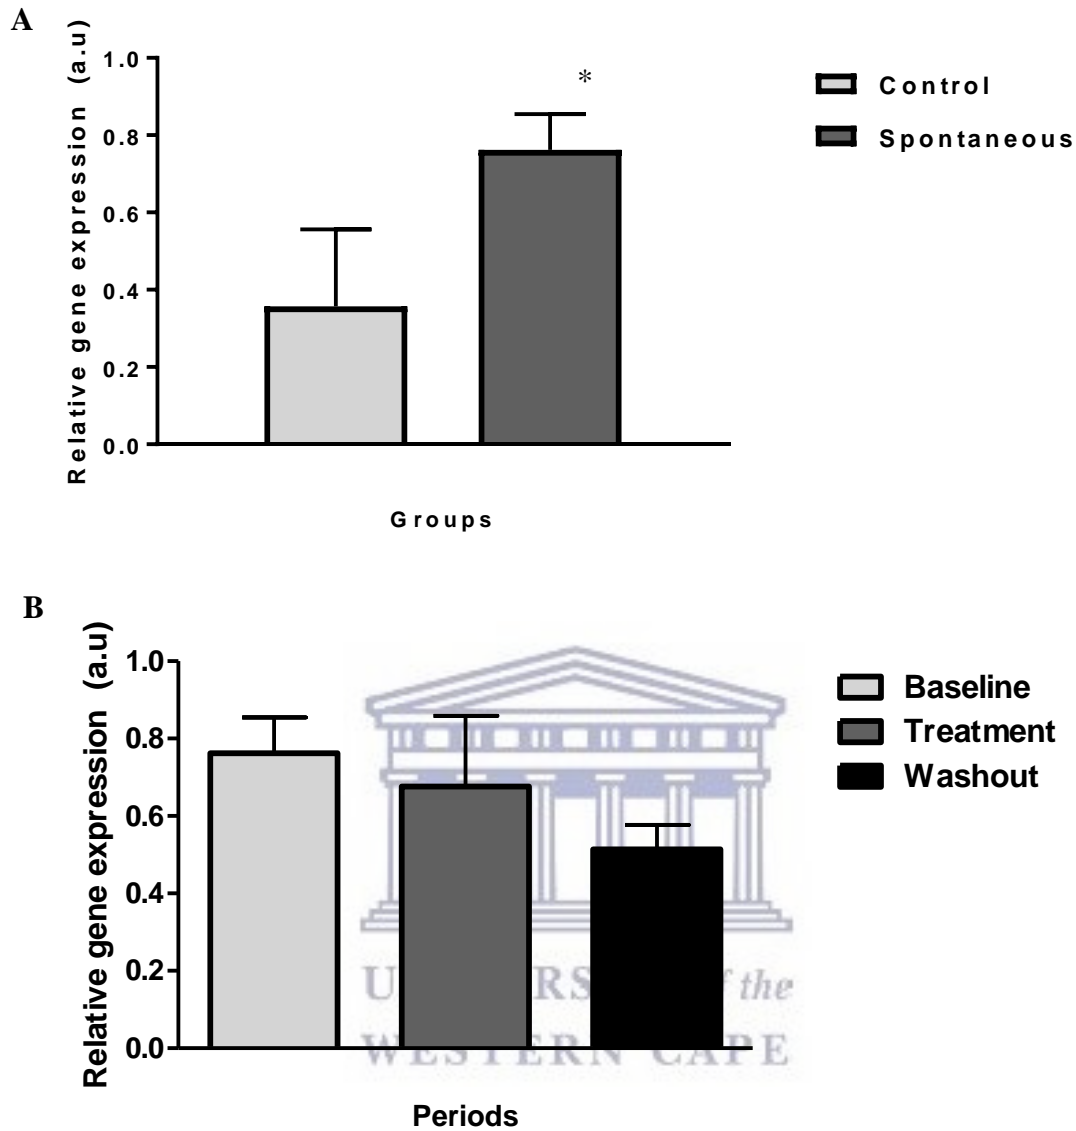 A
Relative gene expression (a.u)
1.0
0.8
0.6
0.4
0.2
0.0
*
Control
Spontaneous
Groups
B
Relative gene expression (a.u)
1.0
0.8
0.6
0.4
0.2
0.0
Baseline
Treatment
Washout
of the
WESTERN CAPE
Periods